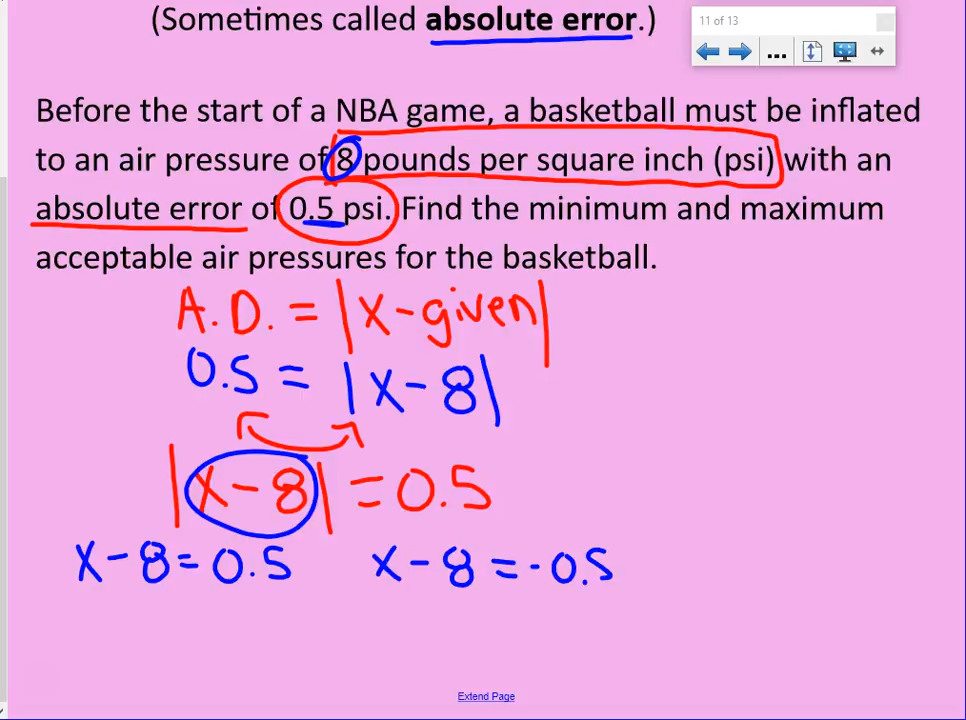 (Sometimes called absolute error.)
11 of 13
Before the start of a NBA game, a basketball must be inflated
to an air pressure of 8 pounds per square inch (psi) with an
absolute error of 0.5 psi. Find the minimum and maximum
acceptable air pressures for the basketball.
A.D. = |x-given|
0.5 = |x-8|
|x-8| = 0.5
x-8=0.5 x-8=-0.5
Extend Page